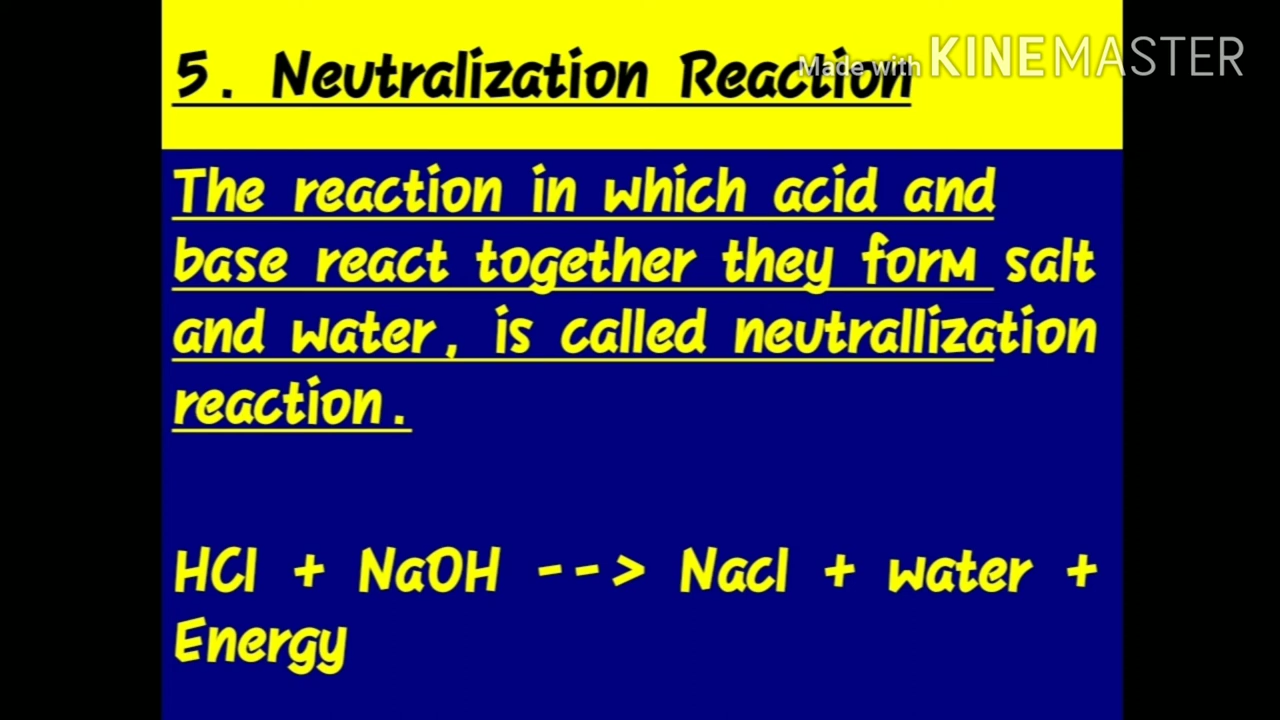 5. Neutralization Reaction
Made with KINEMASTER
The reaction in which acid and
base react together they form salt
and water, is called neutrallization
reaction.
HCl + NaOH --> Nacl + water +
Energy